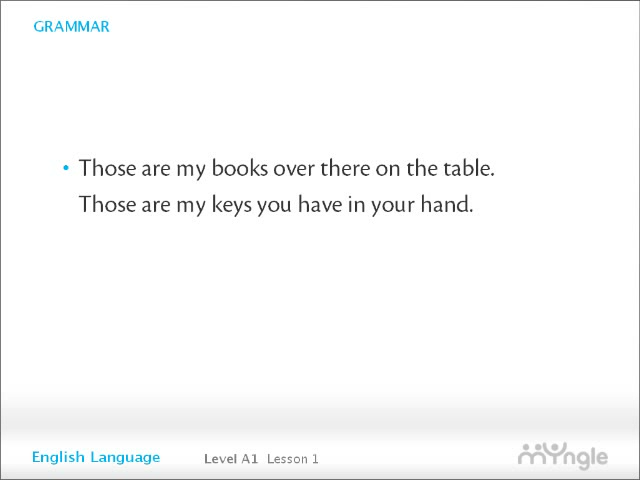 GRAMMAR
• Those are my books over there on the table.
Those are my keys you have in your hand.
English Language Level A1 Lesson 1
myngle